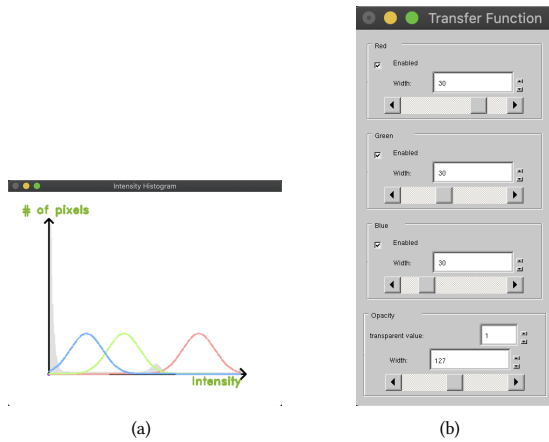 Intensity Histogram
# of pixels
Intensity
(a)
Transfer Function
Red
Enabled
Width:
30
Green
Enabled
Width:
30
Blue
Enabled
Width:
30
Opacity
transparent value:
1
Width:
127
(b)